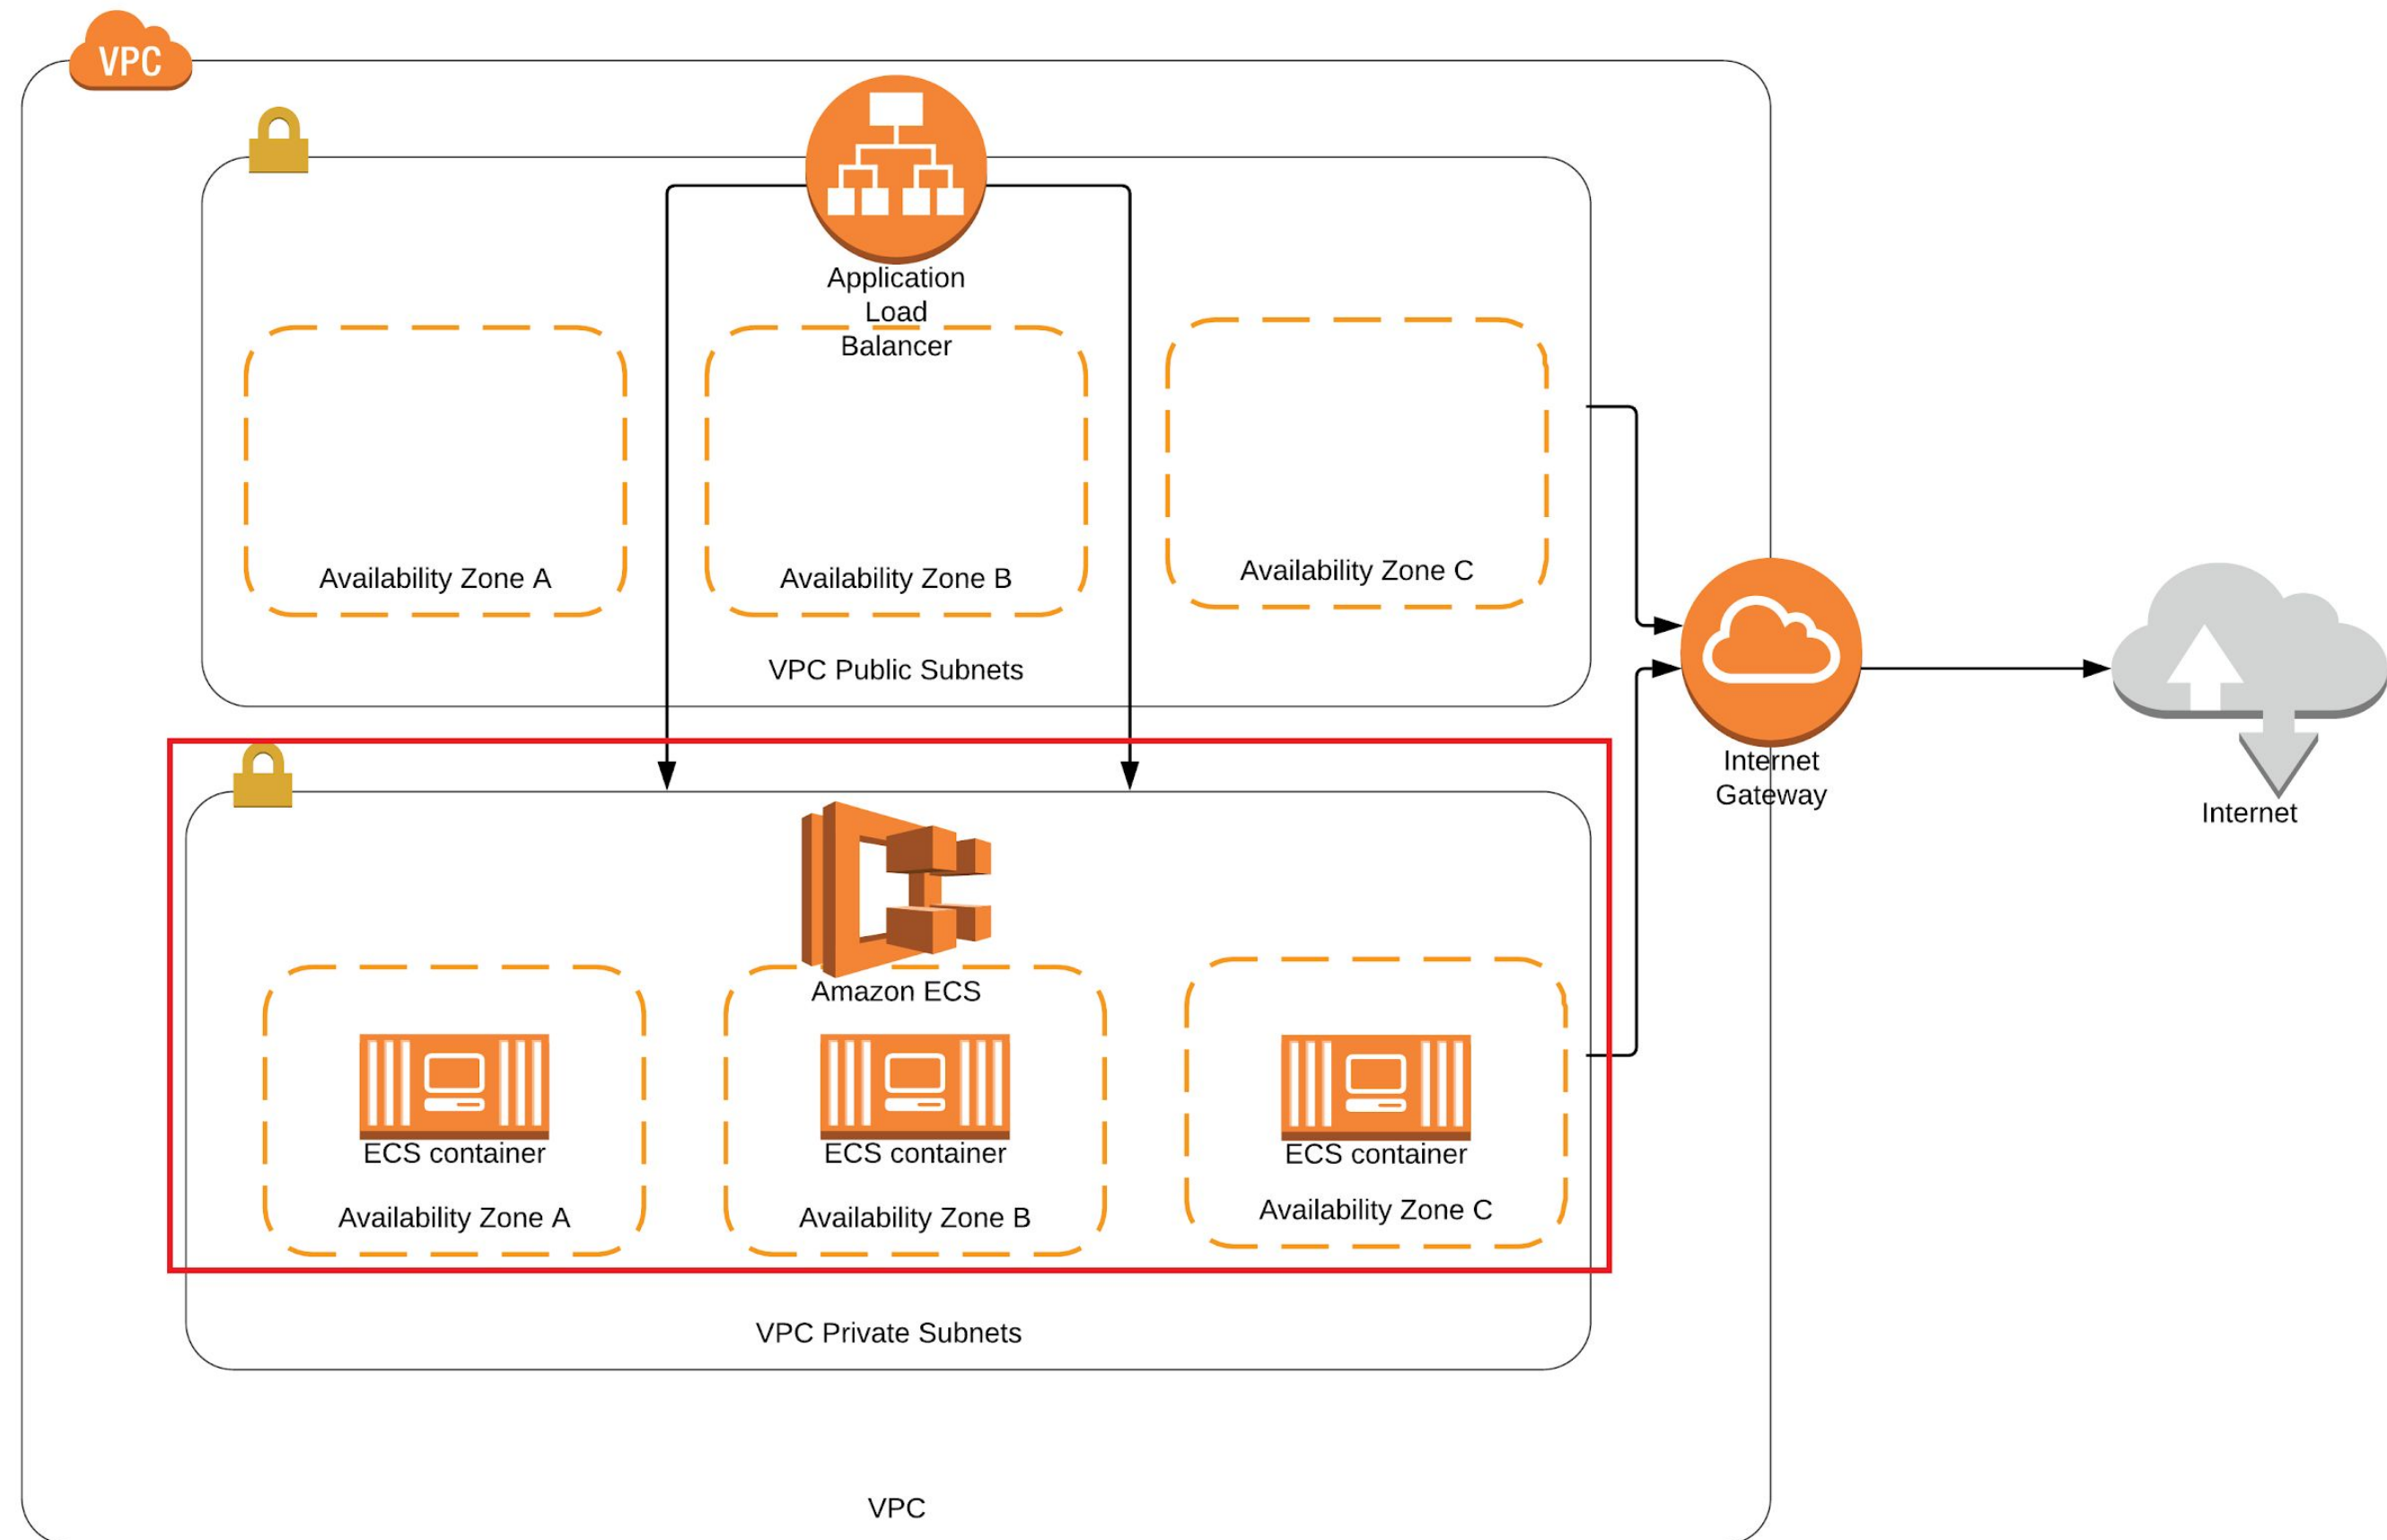 VPC
Application
Load
Balancer
Availability Zone A
Availability Zone B
Availability Zone C
VPC Public Subnets
Internet
Gateway
Internet
Amazon ECS
ECS container
ECS container
ECS container
Availability Zone A
Availability Zone B
Availability Zone C
VPC Private Subnets
VPC